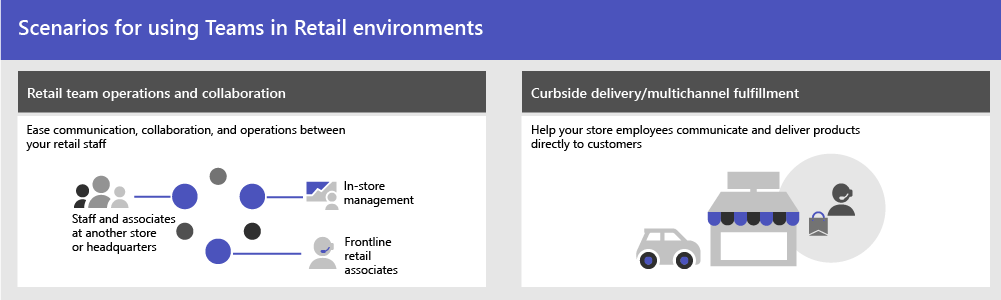 Scenarios for using Teams in Retail environments
Retail team operations and collaboration
Ease communication, collaboration, and operations between
your retail staff
Staff and associates
at another store
or headquarters
In-store
management
Frontline
retail
associates
Curbside delivery/multichannel fulfillment
Help your store employees communicate and deliver products
directly to customers